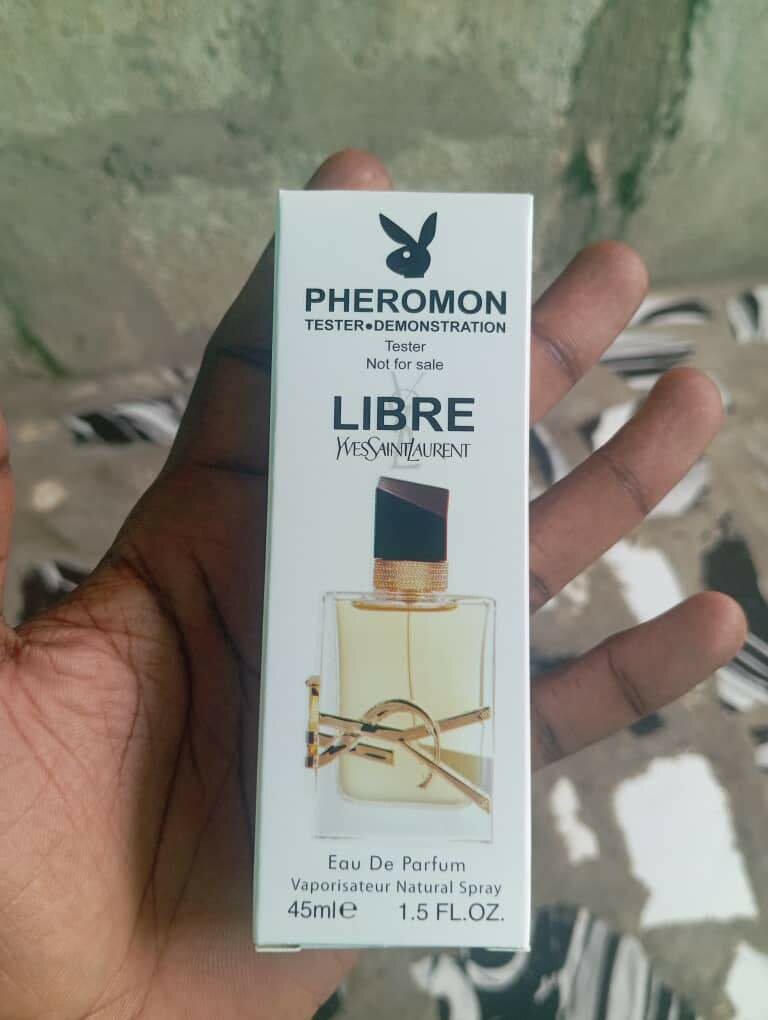 PHEROMON
TESTER●DEMONSTRATION
Tester
Not for sale
LIBRE
YVESSAINTLAURENT
Eau De Parfum
Vaporisateur Natural Spray
45ml℮ 1.5 FL.OZ.